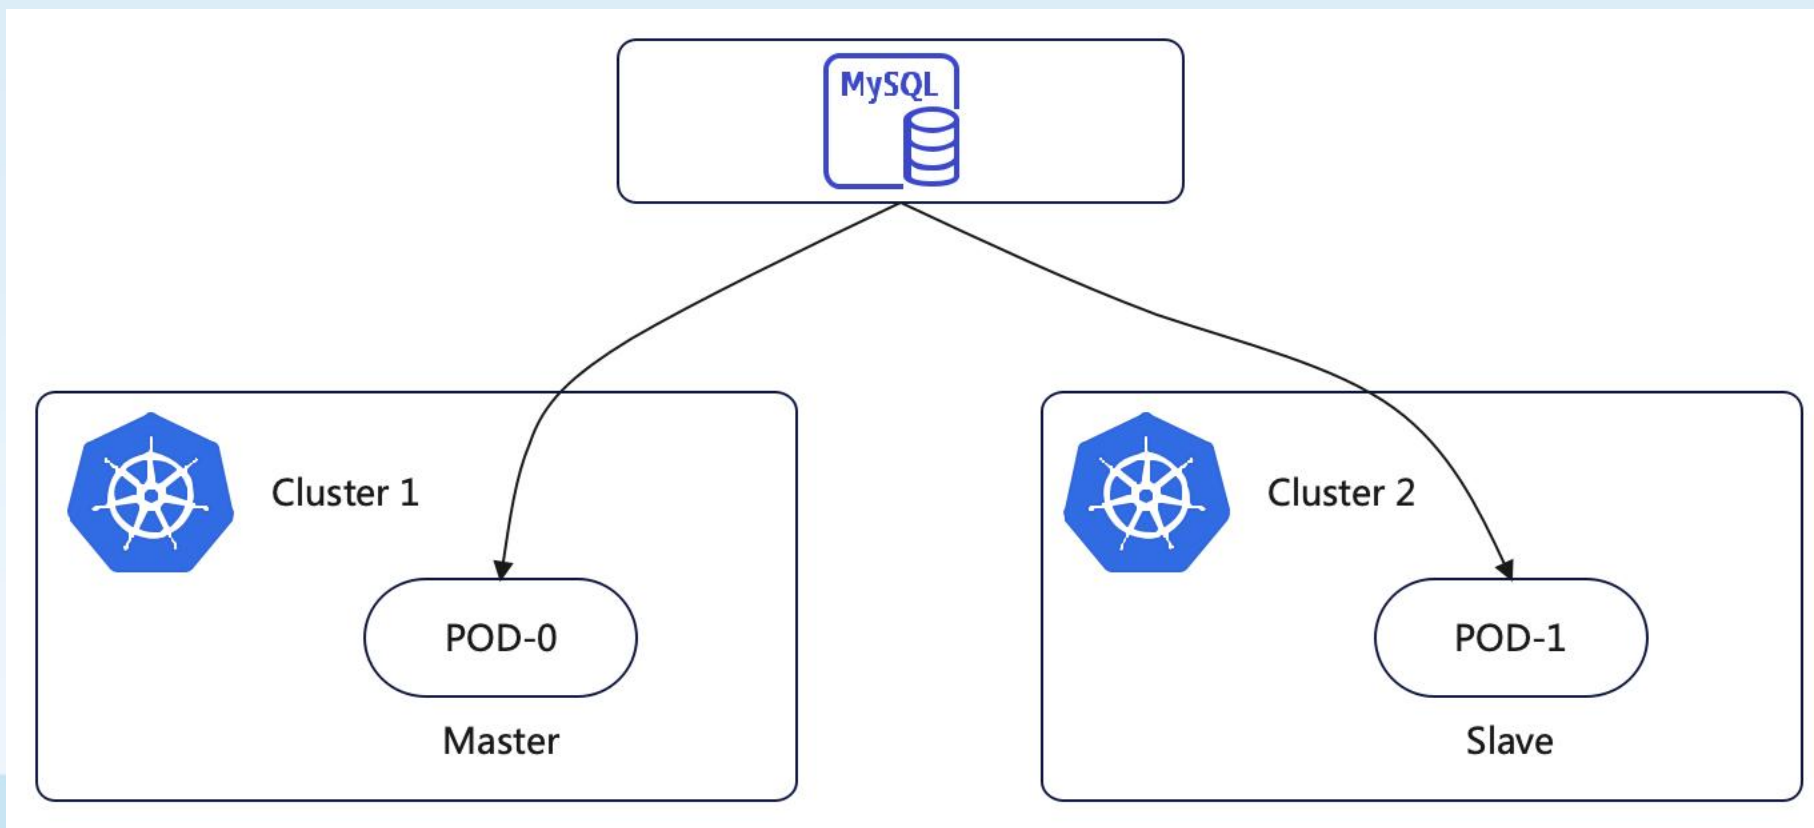 MySQL
Cluster 1
POD-0
Master
Cluster 2
POD-1
Slave